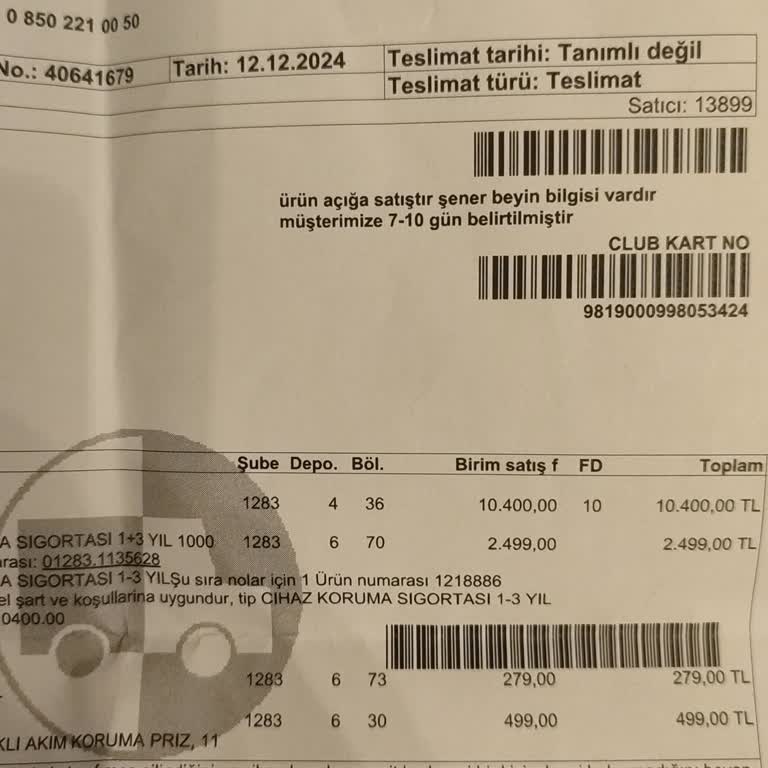 0 850 221 00 50
No.: 40641679 Tarih: 12.12.2024 Teslimat tarihi: Tanımlı değil
Teslimat türü: Teslimat
Satıcı: 13899
ürün açığa satıştır şener beyin bilgisi vardır
müşterimize 7-10 gün belirtilmiştir
CLUB KART NO
9819000998053424
Şube Depo. Böl. Birim satış f FD Toplam
1283 4 36 10.400,00 10 10.400,00 TL
A SIGORTASI 1+3 YIL 1000 1283 6 70 2.499,00 2.499,00 TL
arası: 01283.1135628
A SIGORTASI 1-3 YILŞu sıra nolar için 1 Ürün numarası 1218886
el şart ve koşullarina uygundur, tip CIHAZ KORUMA SIGORTASI 1-3 YIL
0400.00
1283 6 73 279,00 279,00 TL
1283 6 30 499,00 499,00 TL
KLI AKIM KORUMA PRIZ, 11